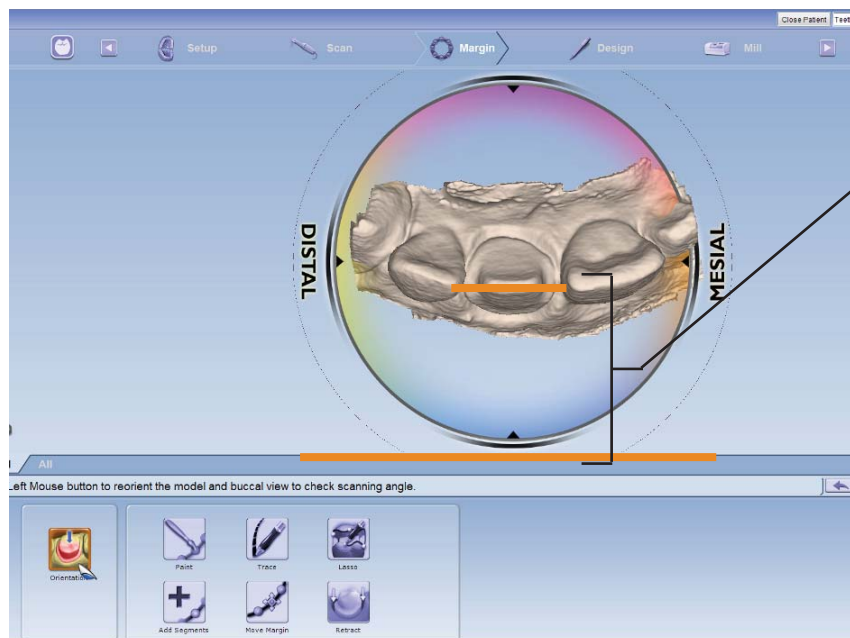 Close Patient Teet
Setup Scan Margin Design Mill
DISTAL
MESIAL
All
Left Mouse button to reorient the model and buccal view to check scanning angle.
Paint Trace Lasso
Orientation
Add Segments Move Margin Retract